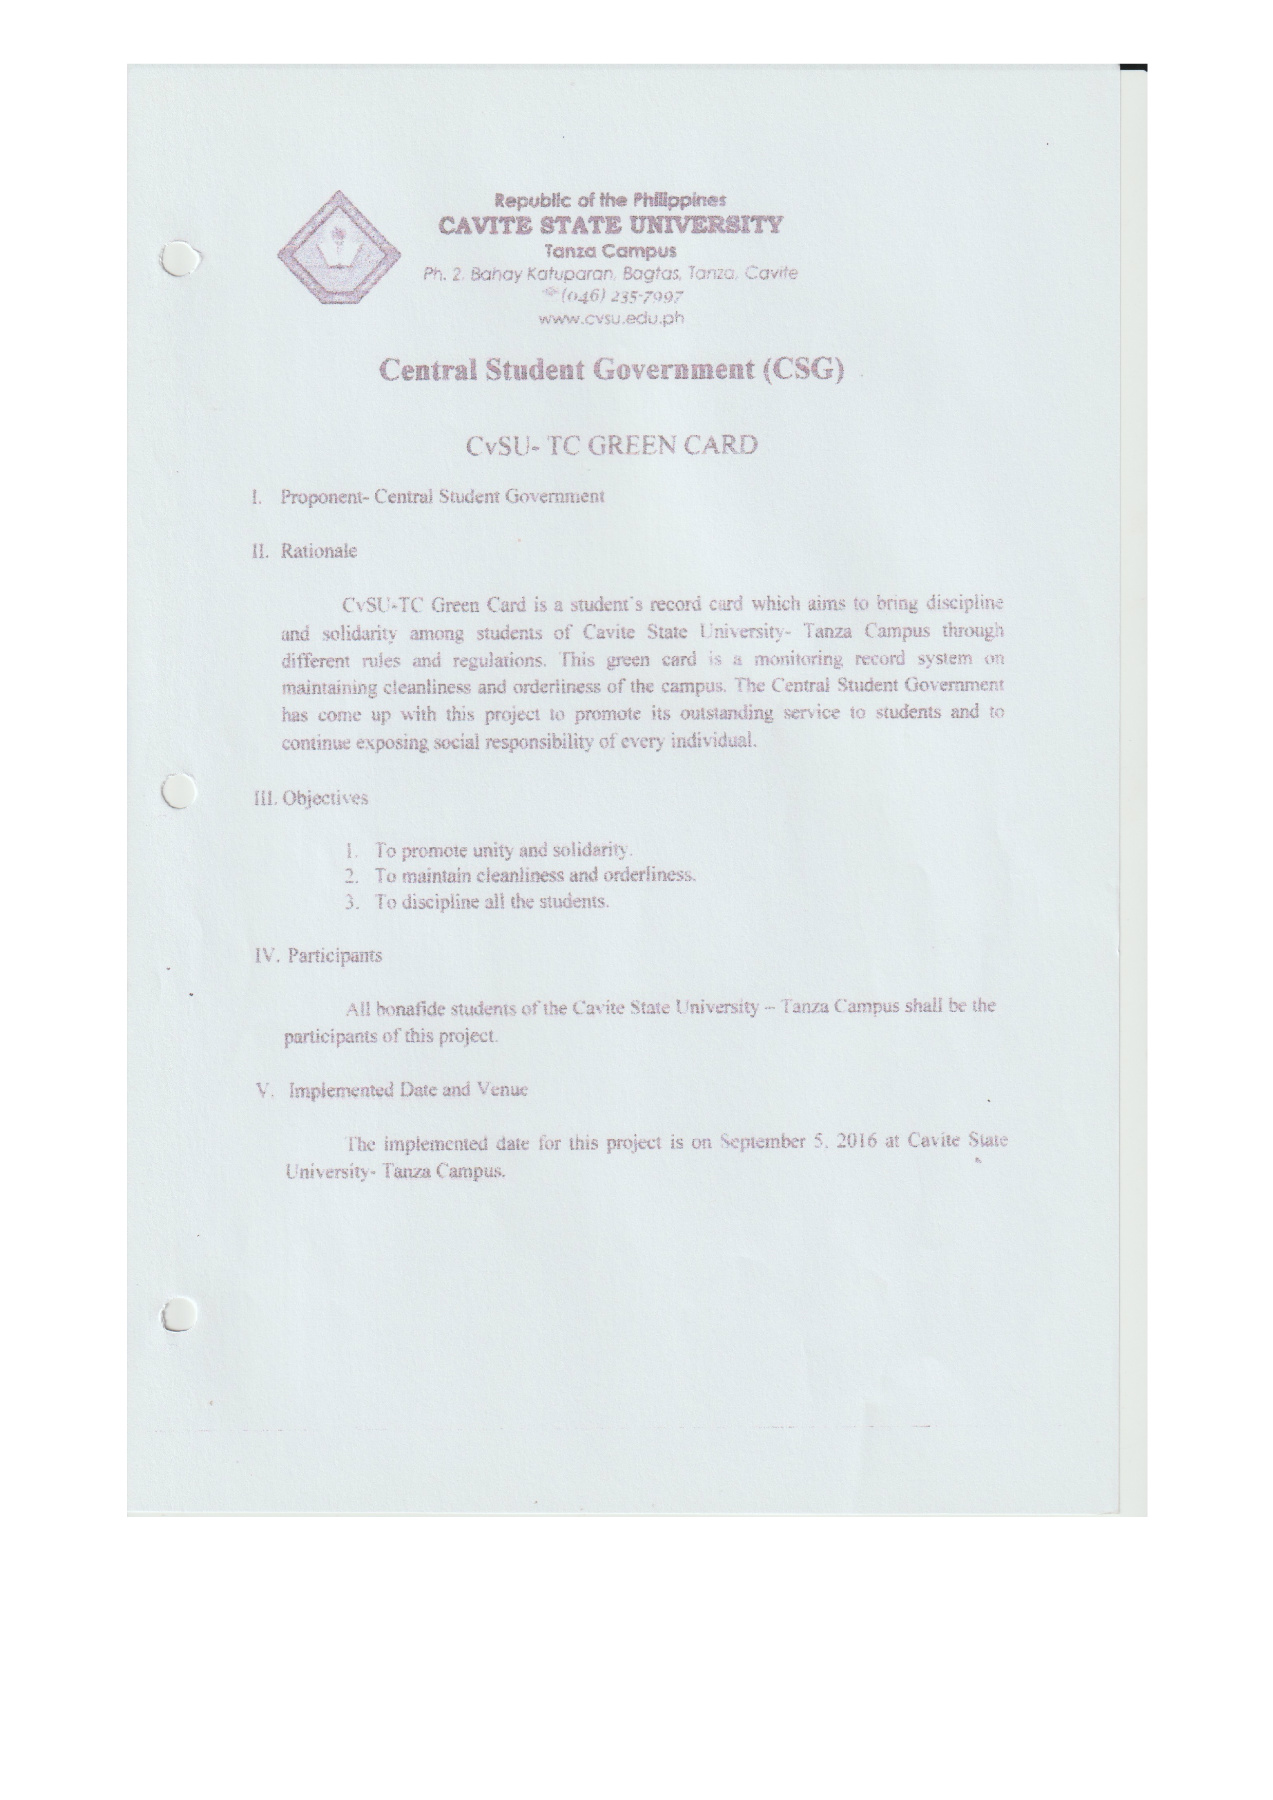 Republic of the Philippines
CAVITE STATE UNIVERSITY
Tanza Campus
Ph. 2, Bahay Katuparan, Bagtas, Tanza, Cavite
☎(046) 235-7997
www.cvsu.edu.ph
Central Student Government (CSG)
CvSU- TC GREEN CARD
I. Proponent- Central Student Government
II. Rationale
CvSU-TC Green Card is a student's record card which aims to bring discipline
and solidarity among students of Cavite State University- Tanza Campus through
different rules and regulations. This green card is a monitoring record system on
maintaining cleanliness and orderliness of the campus. The Central Student Government
has come up with this project to promote its outstanding service to students and to
continue exposing social responsibility of every individual.
III. Objectives
1. To promote unity and solidarity.
2. To maintain cleanliness and orderliness.
3. To discipline all the students.
IV. Participants
All bonafide students of the Cavite State University – Tanza Campus shall be the
participants of this project.
V. Implemented Date and Venue
The implemented date for this project is on September 5, 2016 at Cavite State
University- Tanza Campus.